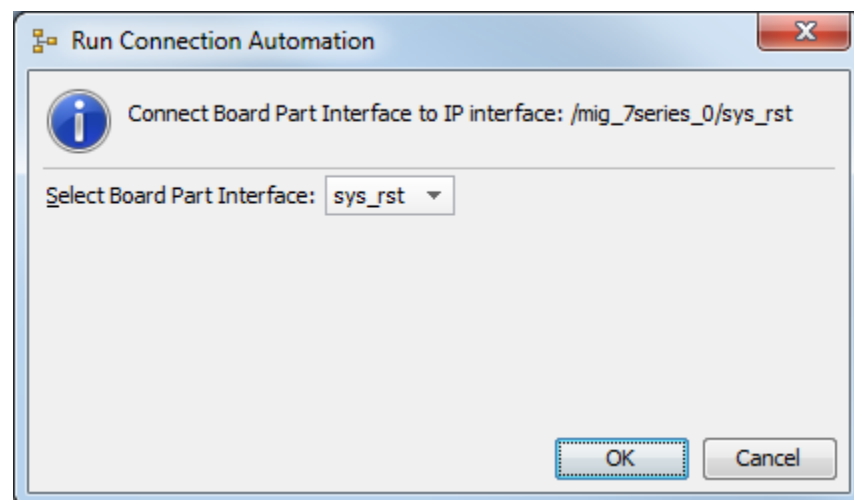 Run Connection Automation
Connect Board Part Interface to IP interface: /mig_7series_0/sys_rst
Select Board Part Interface: sys_rst
OK Cancel